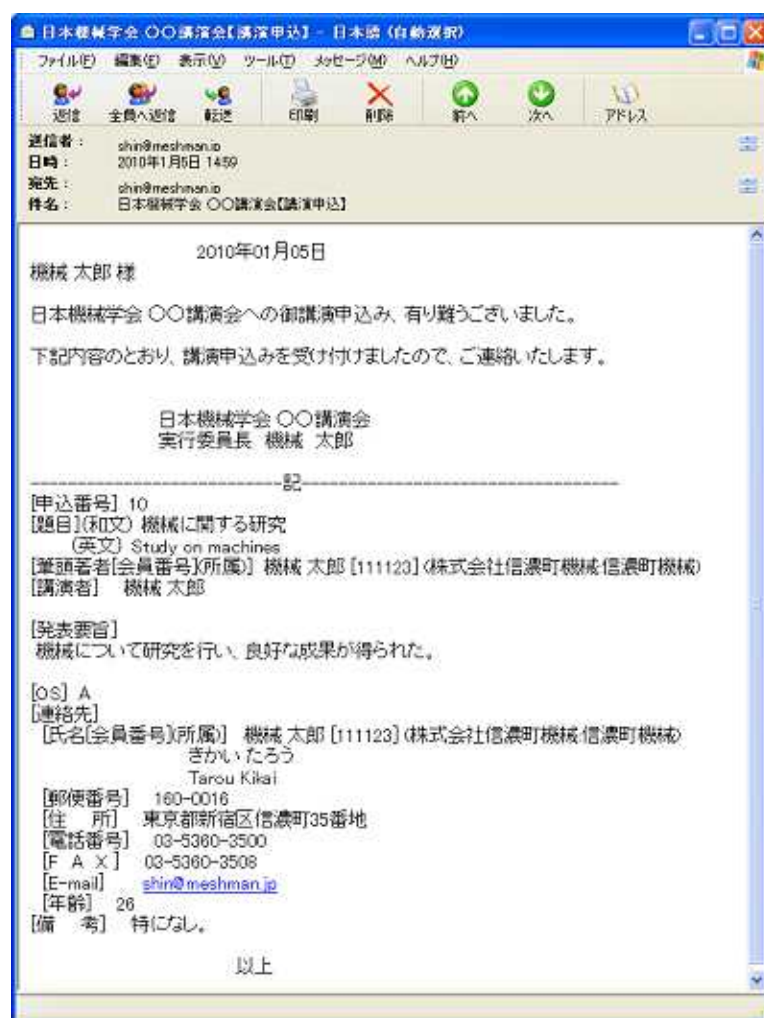 日本機械学会 〇〇講演会【講演申込】 - 日本語 (自動選択)
ファイル(F) 編集(E) 表示(V) ツール(T) メッセージ(M) ヘルプ(H)
返信 全員へ返信 転送 印刷 削除 前へ 次へ アドレス
送信者： shin@meshman.jp
日時： 2010年1月5日 14:59
宛先： shin@meshman.jp
件名： 日本機械学会 〇〇講演会【講演申込】
2010年01月05日
機械 太郎 様
日本機械学会 〇〇講演会への御講演申込み、有り難うございました。
下記内容のとおり、講演申込みを受け付けましたので、ご連絡いたします。
日本機械学会 〇〇講演会
実行委員長 機械 太郎
---------------------------記----------------------------------
[申込番号] 10
[題目](和文) 機械に関する研究
(英文) Study on machines
[筆頭著者[会員番号](所属)] 機械 太郎 [111123] (株式会社信濃町機械:信濃町機械)
[講演者] 機械 太郎
[発表要旨]
機械について研究を行い、良好な成果が得られた。
[OS] A
[連絡先]
[氏名[会員番号](所属)] 機械 太郎 [111123] (株式会社信濃町機械:信濃町機械)
きかい たろう
Tarou Kikai
[郵便番号] 160-0016
[住 所] 東京都新宿区信濃町35番地
[電話番号] 03-5360-3500
[F A X] 03-5360-3508
[E-mail] shin@meshman.jp
[年齢] 26
[備 考] 特になし。
以上